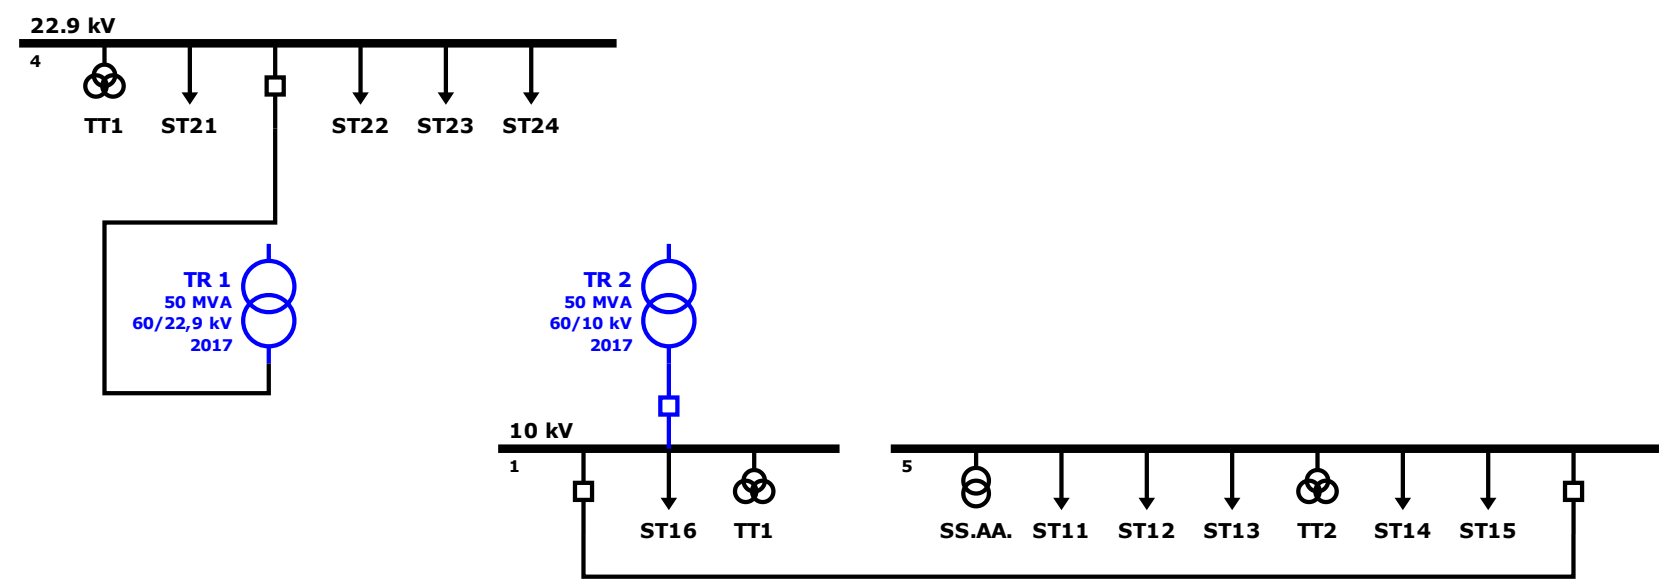 22.9 kV
4
TT1 ST21 ST22 ST23 ST24
TR 1
50 MVA
60/22,9 kV
2017
TR 2
50 MVA
60/10 kV
2017
10 kV
1
5
ST16 TT1 SS.AA. ST11 ST12 ST13 TT2 ST14 ST15